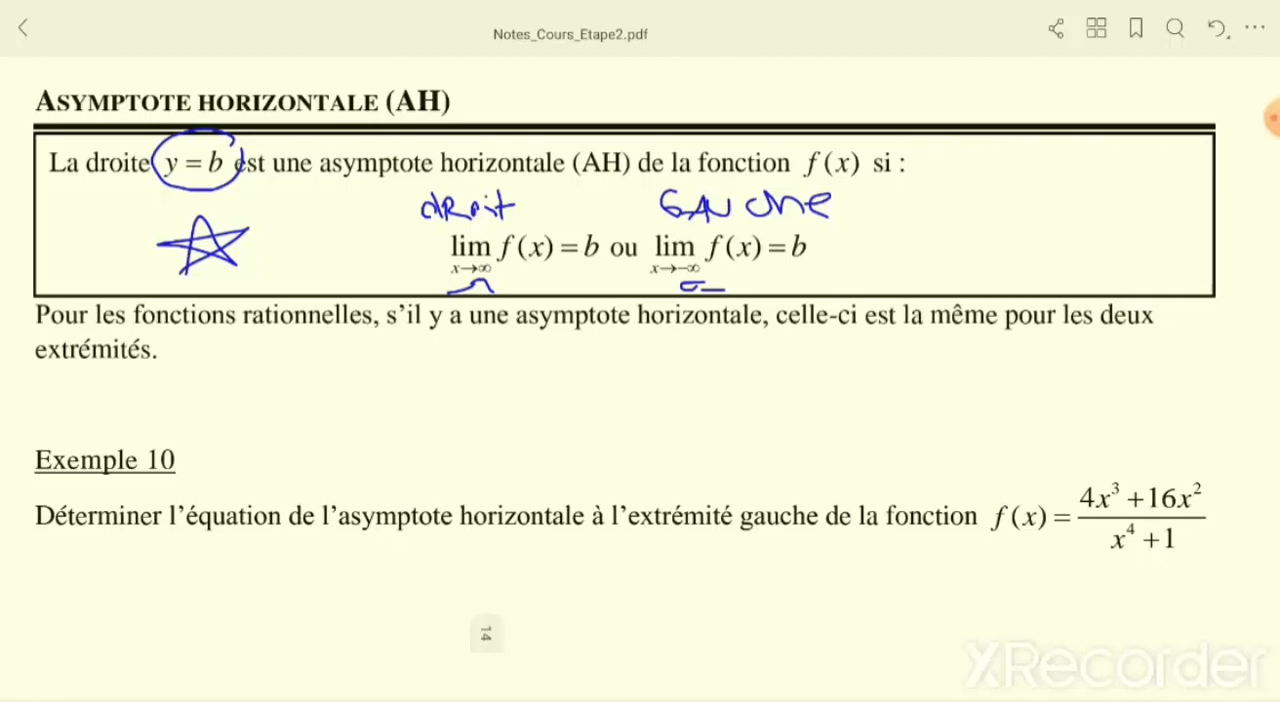 Notes_Cours_Etape2.pdf
ASYMPTOTE HORIZONTALE (AH)
La droite y = b est une asymptote horizontale (AH) de la fonction f(x) si :
droit GAUCHE
lim f(x) = b ou lim f(x) = b
x→∞ x→−∞
Pour les fonctions rationnelles, s’il y a une asymptote horizontale, celle-ci est la même pour les deux
extrémités.
Exemple 10
Déterminer l’équation de l’asymptote horizontale à l’extrémité gauche de la fonction f(x) = (4x³ +16x²)/(x⁴ +1)
14
XRecorder